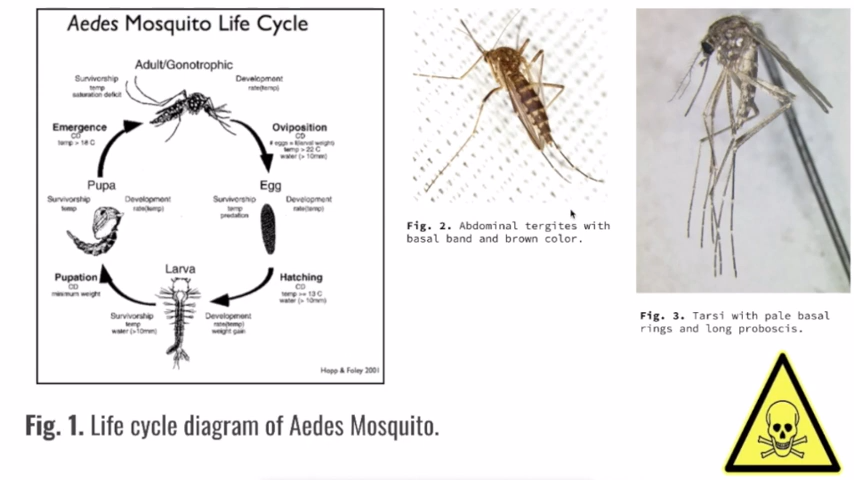 Aedes Mosquito Life Cycle
Adult/Gonotrophic
Survivorship
temp
saturation deficit
Development
rate(temp)
Emergence
CD
temp > 18 C
Oviposition
CD
# eggs = f(larval weight)
temp > 22 C
water (> 10mm)
Pupa
Egg
Survivorship
temp
Development
rate(temp)
Survivorship
temp
predation
Development
rate(temp)
Pupation
CD
minimum weight
Larva
Hatching
CD
temp >= 13 C
water (> 10mm)
Survivorship
temp
water (>10mm)
Development
rate(temp)
weight gain
Hopp & Foley 2001
Fig. 1. Life cycle diagram of Aedes Mosquito.
Fig. 2. Abdominal tergites with
basal band and brown color.
Fig. 3. Tarsi with pale basal
rings and long proboscis.